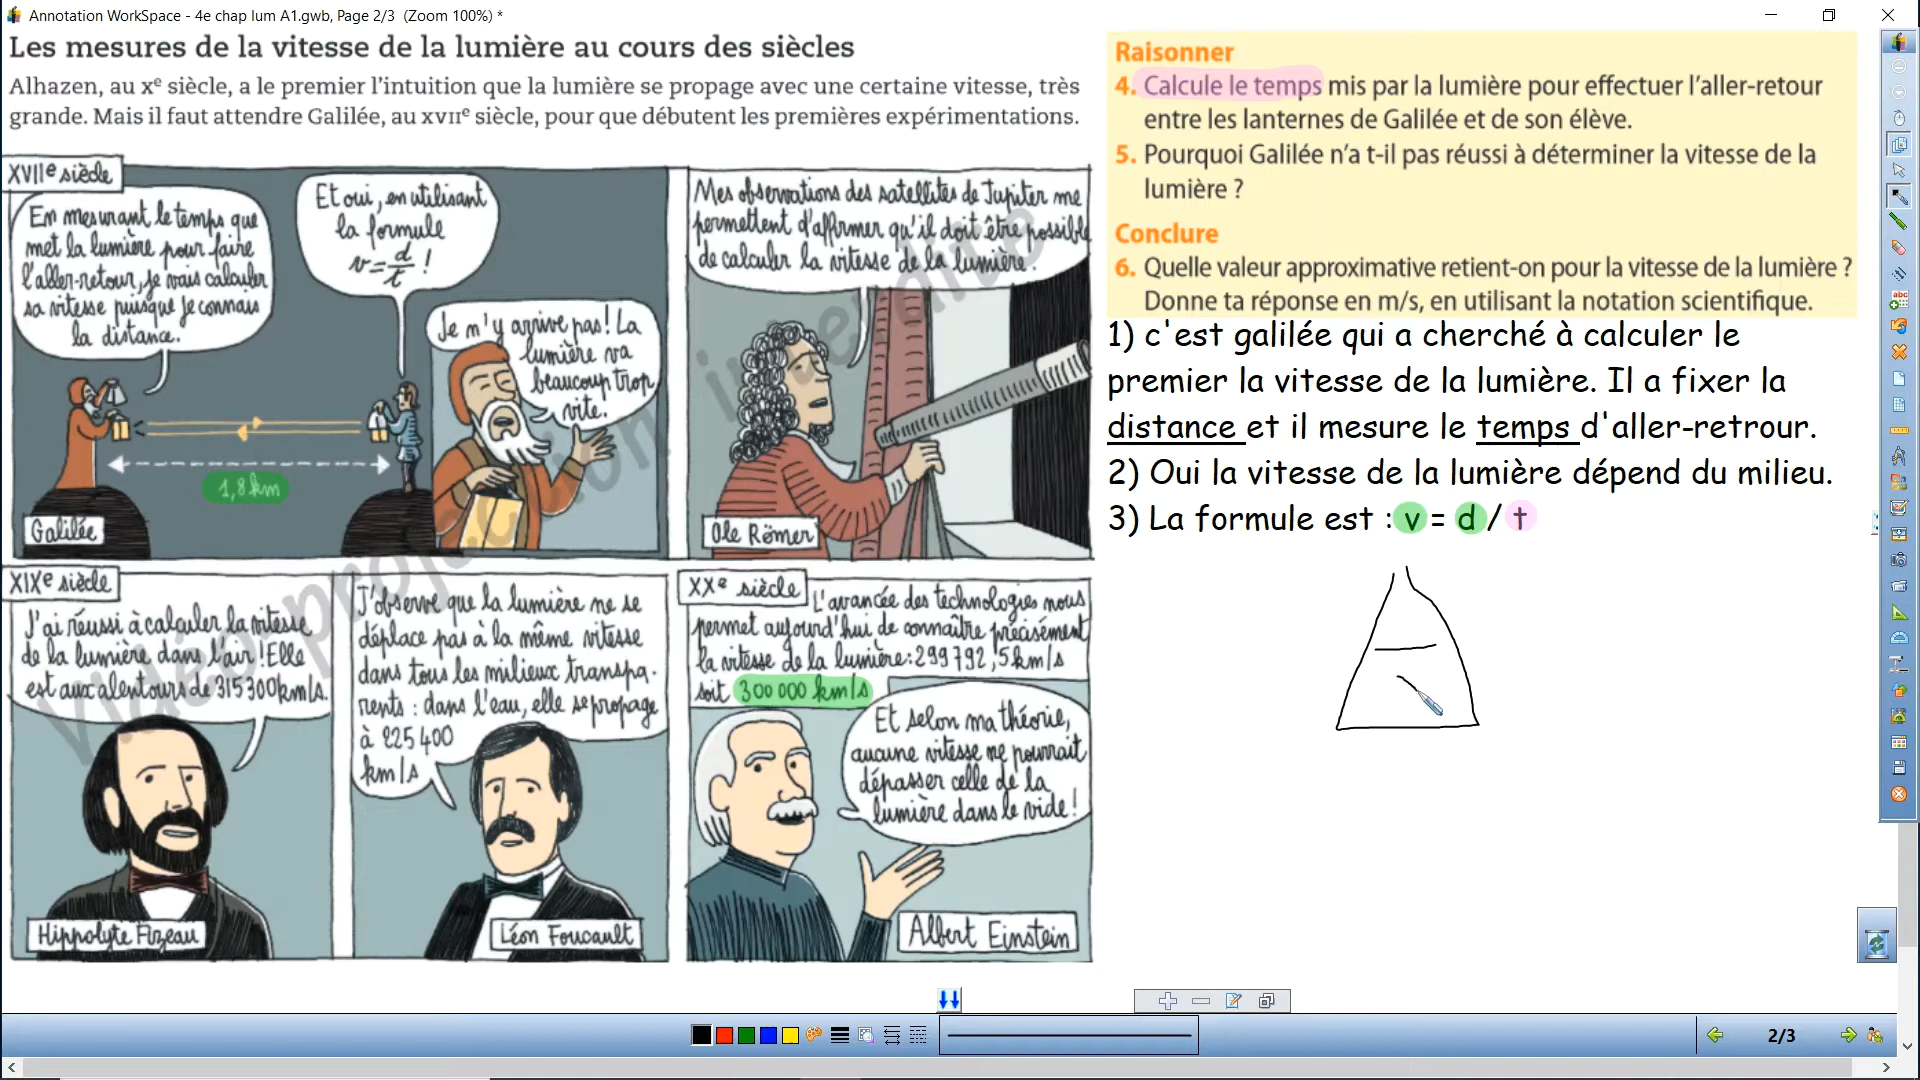 Annotation WorkSpace - 4e chap lum A1.gwb, Page 2/3 (Zoom 100%) *
Les mesures de la vitesse de la lumière au cours des siècles
Alhazen, au Xe siècle, a le premier l'intuition que la lumière se propage avec une certaine vitesse, très
grande. Mais il faut attendre Galilée, au XVIIe siècle, pour que débutent les premières expérimentations.
XVIIe siècle
En mesurant le temps que
met la lumière pour faire
l'aller-retour, je vais calculer
sa vitesse puisque je connais
la distance.
Et oui, en utilisant
la formule
v = d/t !
Je n'y arrive pas! La
lumière va
beaucoup trop
vite.
1,8 km
Galilée
Mes observations des satellites de Jupiter me
permettent d'affirmer qu'il doit être possible
de calculer la vitesse de la lumière.
Ole Römer
XIXe siècle
J'ai réussi à calculer la vitesse
de la lumière dans l'air ! Elle
est aux alentours de 315 300 km/s.
Hippolyte Fizeau
J'observe que la lumière ne se
déplace pas à la même vitesse
dans tous les milieux transpa-
rents : dans l'eau, elle se propage
à 225 400
km/s
Léon Foucault
XXe siècle
L'avancée des technologies nous
permet aujourd'hui de connaître précisément
la vitesse de la lumière : 299 792,5 km/s
soit 300 000 km/s
Et selon ma théorie,
aucune vitesse ne pourrait
dépasser celle de la
lumière dans le vide !
Albert Einstein
Vidéo-projection interdite
Raisonner
4. Calcule le temps mis par la lumière pour effectuer l'aller-retour
entre les lanternes de Galilée et de son élève.
5. Pourquoi Galilée n'a t-il pas réussi à déterminer la vitesse de la
lumière ?
Conclure
6. Quelle valeur approximative retient-on pour la vitesse de la lumière ?
Donne ta réponse en m/s, en utilisant la notation scientifique.
1) c'est galilée qui a cherché à calculer le
premier la vitesse de la lumière. Il a fixer la
distance et il mesure le temps d'aller-retrour.
2) Oui la vitesse de la lumière dépend du milieu.
3) La formule est : v = d / t
abc
2/3